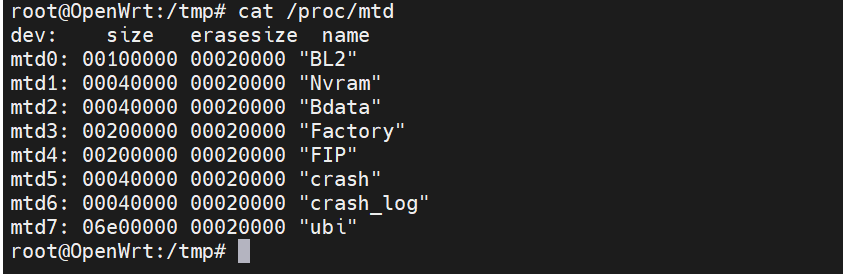 root@OpenWrt:/tmp# cat /proc/mtd
dev:    size   erasesize  name
mtd0: 00100000 00020000 "BL2"
mtd1: 00040000 00020000 "Nvram"
mtd2: 00040000 00020000 "Bdata"
mtd3: 00200000 00020000 "Factory"
mtd4: 00200000 00020000 "FIP"
mtd5: 00040000 00020000 "crash"
mtd6: 00040000 00020000 "crash_log"
mtd7: 06e00000 00020000 "ubi"
root@OpenWrt:/tmp#